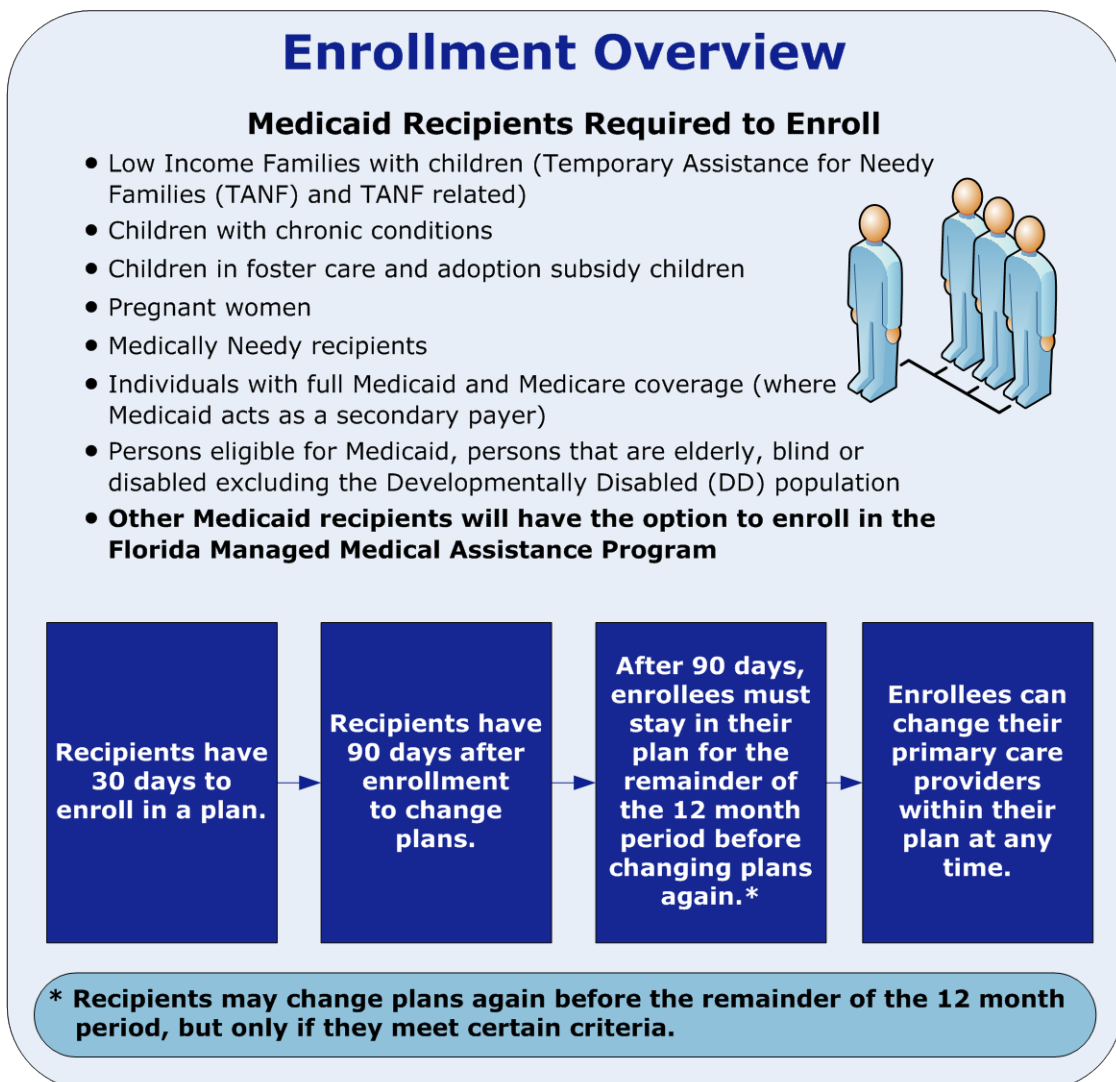 Enrollment Overview
Medicaid Recipients Required to Enroll
• Low Income Families with children (Temporary Assistance for Needy
Families (TANF) and TANF related)
• Children with chronic conditions
• Children in foster care and adoption subsidy children
• Pregnant women
• Medically Needy recipients
• Individuals with full Medicaid and Medicare coverage (where
Medicaid acts as a secondary payer)
• Persons eligible for Medicaid, persons that are elderly, blind or
disabled excluding the Developmentally Disabled (DD) population
• Other Medicaid recipients will have the option to enroll in the
Florida Managed Medical Assistance Program
Recipients have
30 days to
enroll in a plan.
Recipients have
90 days after
enrollment
to change
plans.
After 90 days,
enrollees must
stay in their
plan for the
remainder of
the 12 month
period before
changing plans
again.*
Enrollees can
change their
primary care
providers
within their
plan at any
time.
* Recipients may change plans again before the remainder of the 12 month
period, but only if they meet certain criteria.